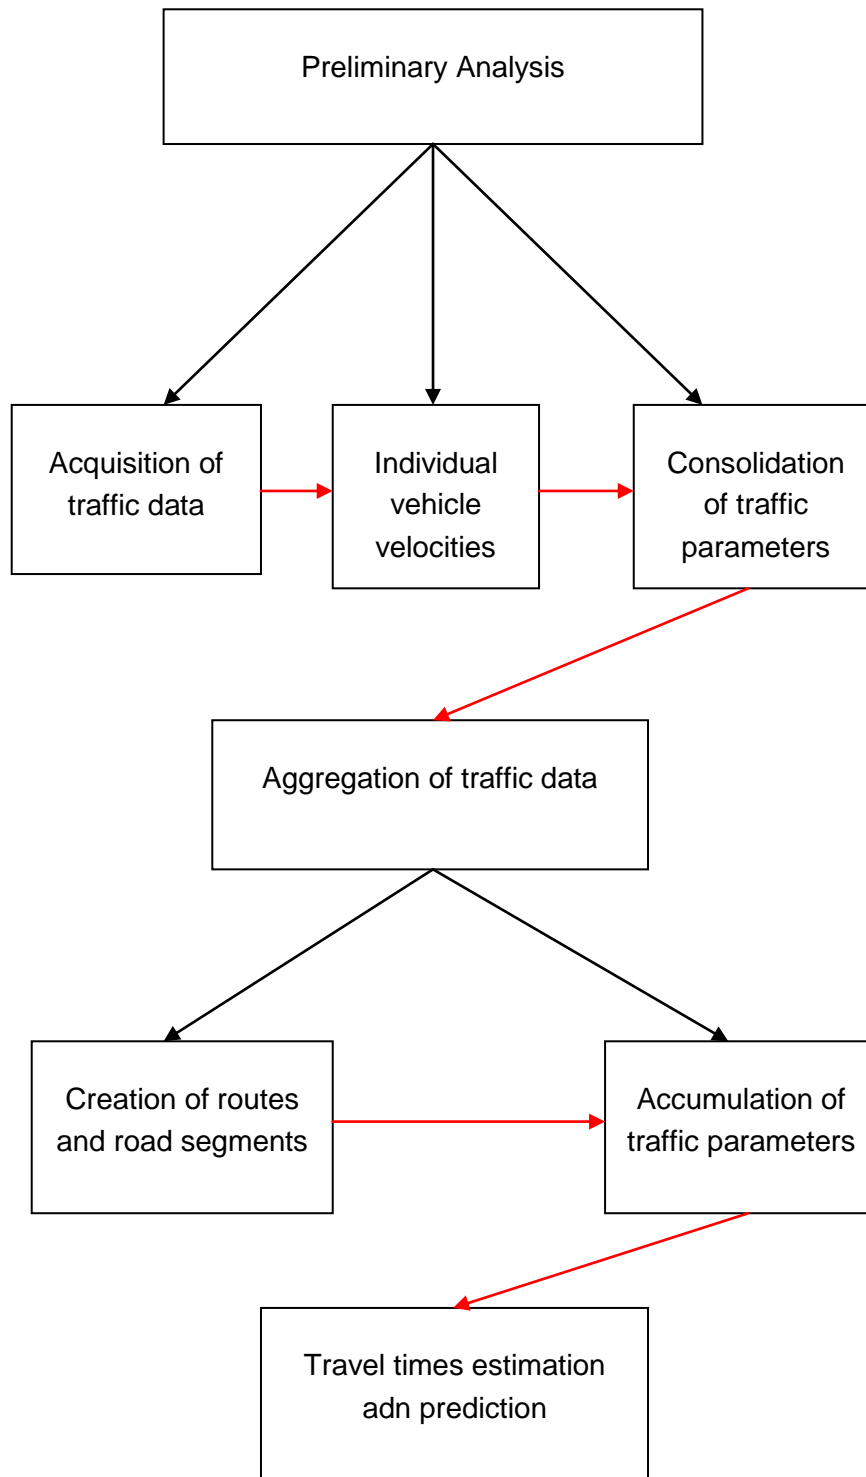 Preliminary Analysis
Acquisition of
traffic data
Individual
vehicle
velocities
Consolidation
of traffic
parameters
Aggregation of traffic data
Creation of routes
and road segments
Accumulation of
traffic parameters
Travel times estimation
adn prediction